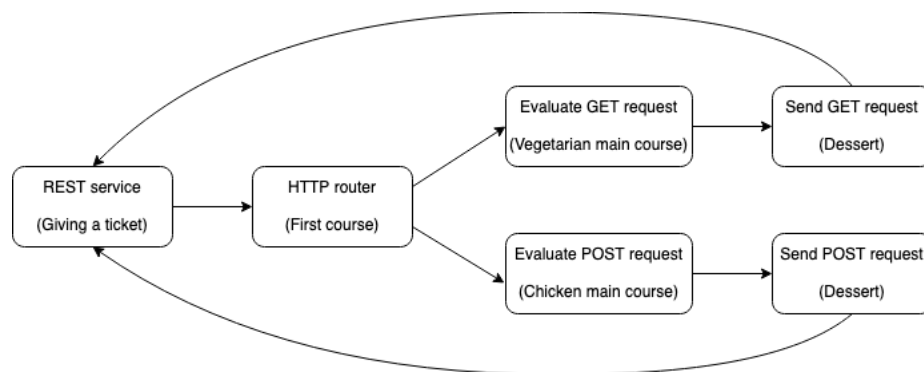 Evaluate GET request
(Vegetarian main course)
Send GET request
(Dessert)
REST service
(Giving a ticket)
HTTP router
(First course)
Evaluate POST request
(Chicken main course)
Send POST request
(Dessert)